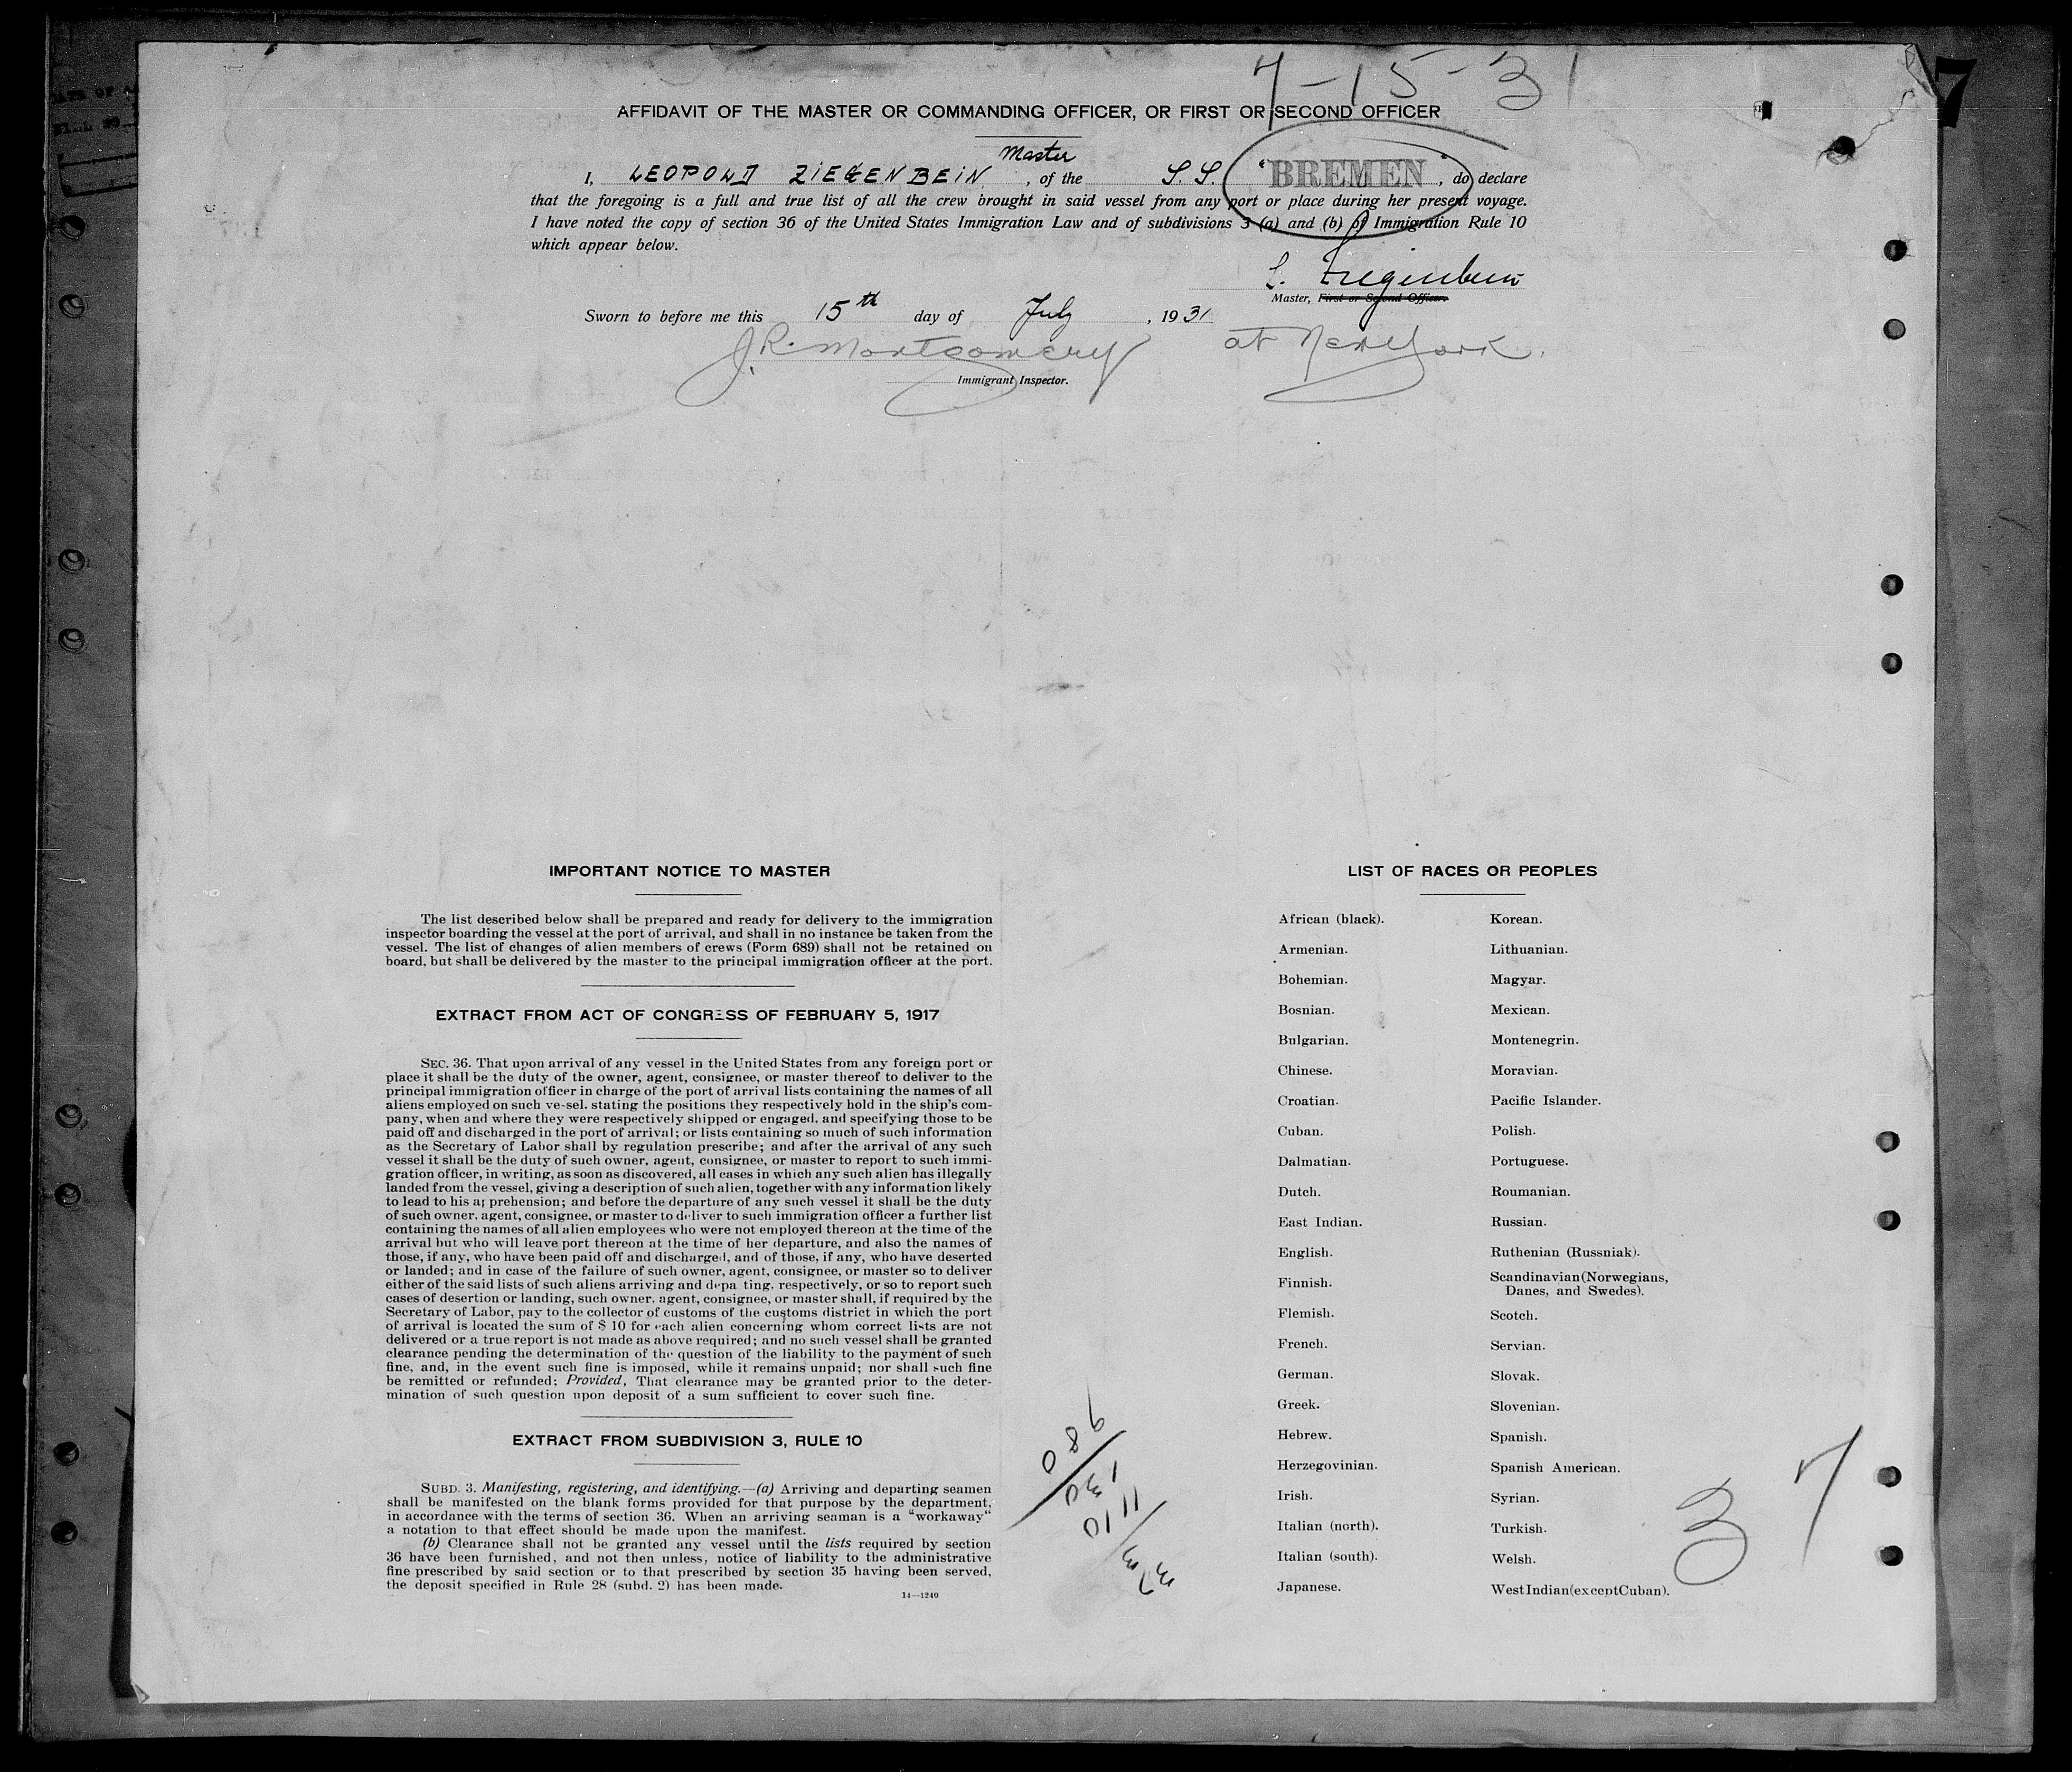 7-15-31
7
AFFIDAVIT OF THE MASTER OR COMMANDING OFFICER, OR FIRST OR SECOND OFFICER
Master
I, LEOPOLD ZIEGENBEIN, of the S.S. "BREMEN", do declare
that the foregoing is a full and true list of all the crew brought in said vessel from any port or place during her present voyage.
I have noted the copy of section 36 of the United States Immigration Law and of subdivisions 3 (a) and (b) of Immigration Rule 10
which appear below.
L. Ziegenbein
Master, First or Second Officer.
Sworn to before me this 15th day of July, 1931
J.R. Montgomery at New York.
Immigrant Inspector.
IMPORTANT NOTICE TO MASTER
The list described below shall be prepared and ready for delivery to the immigration
inspector boarding the vessel at the port of arrival, and shall in no instance be taken from the
vessel. The list of changes of alien members of crews (Form 689) shall not be retained on
board, but shall be delivered by the master to the principal immigration officer at the port.
EXTRACT FROM ACT OF CONGRESS OF FEBRUARY 5, 1917
SEC. 36. That upon arrival of any vessel in the United States from any foreign port or
place it shall be the duty of the owner, agent, consignee, or master thereof to deliver to the
principal immigration officer in charge of the port of arrival lists containing the names of all
aliens employed on such ve-sel. stating the positions they respectively hold in the ship's com-
pany, when and where they were respectively shipped or engaged, and specifying those to be
paid off and discharged in the port of arrival; or lists containing so much of such information
as the Secretary of Labor shall by regulation prescribe; and after the arrival of any such
vessel it shall be the duty of such owner, agent, consignee, or master to report to such immi-
gration officer, in writing, as soon as discovered, all cases in which any such alien has illegally
landed from the vessel, giving a description of such alien, together with any information likely
to lead to his apprehension; and before the departure of any such vessel it shall be the duty
of such owner. agent, consignee, or master to deliver to such immigration officer a further list
containing the names of all alien employees who were not employed thereon at the time of the
arrival but who will leave port thereon at the time of her departure, and also the names of
those, if any, who have been paid off and discharged, and of those, if any, who have deserted
or landed; and in case of the failure of such owner, agent, consignee, or master so to deliver
either of the said lists of such aliens arriving and depa ting, respectively, or so to report such
cases of desertion or landing, such owner. agent, consignee, or master shall, if required by the
Secretary of Labor, pay to the collector of customs of the customs district in which the port
of arrival is located the sum of $ 10 for each alien concerning whom correct lists are not
delivered or a true report is not made as above required; and no such vessel shall be granted
clearance pending the determination of the question of the liability to the payment of such
fine, and, in the event such fine is imposed, while it remains unpaid; nor shall such fine
be remitted or refunded; Provided, That clearance may be granted prior to the deter-
mination of such question upon deposit of a sum sufficient to cover such fine.
EXTRACT FROM SUBDIVISION 3, RULE 10
SUBD. 3. Manifesting, registering, and identifying.—(a) Arriving and departing seamen
shall be manifested on the blank forms provided for that purpose by the department,
in accordance with the terms of section 36. When an arriving seaman is a "workaway"
a notation to that effect should be made upon the manifest.
(b) Clearance shall not be granted any vessel until the lists required by section
36 have been furnished, and not then unless, notice of liability to the administrative
fine prescribed by said section or to that prescribed by section 35 having been served,
the deposit specified in Rule 28 (subd. 2) has been made.
14—1240
980
130
1110
37
3
LIST OF RACES OR PEOPLES
African (black). Korean.
Armenian. Lithuanian.
Bohemian. Magyar.
Bosnian. Mexican.
Bulgarian. Montenegrin.
Chinese. Moravian.
Croatian. Pacific Islander.
Cuban. Polish.
Dalmatian. Portuguese.
Dutch. Roumanian.
East Indian. Russian.
English. Ruthenian (Russniak).
Finnish. Scandinavian (Norwegians,
Danes, and Swedes).
Flemish. Scotch.
French. Servian.
German. Slovak.
Greek. Slovenian.
Hebrew. Spanish.
Herzegovinian. Spanish American.
Irish. Syrian.
Italian (north). Turkish.
Italian (south). Welsh.
Japanese. West Indian (except Cuban).
37